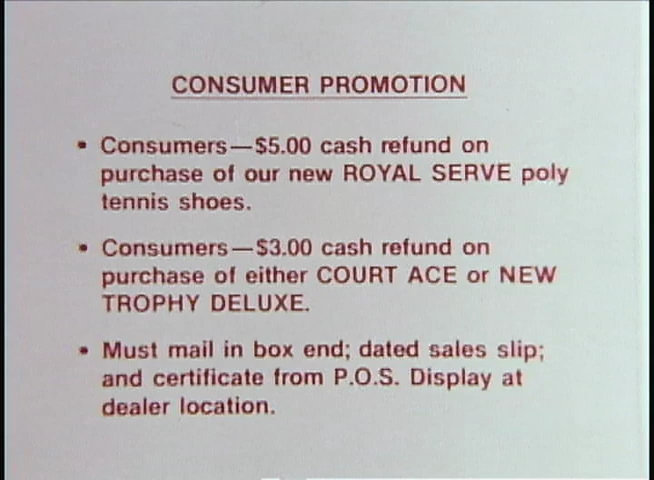 CONSUMER PROMOTION
• Consumers—$5.00 cash refund on
purchase of our new ROYAL SERVE poly
tennis shoes.
• Consumers—$3.00 cash refund on
purchase of either COURT ACE or NEW
TROPHY DELUXE.
• Must mail in box end; dated sales slip;
and certificate from P.O.S. Display at
dealer location.